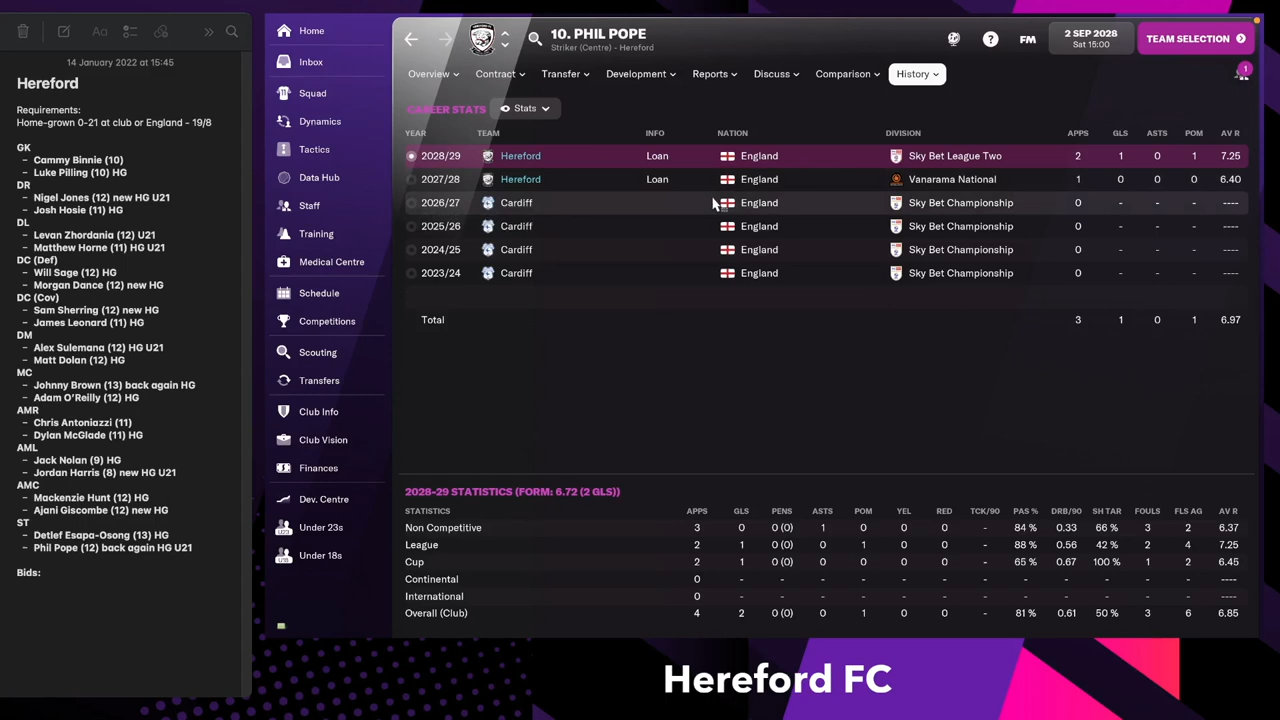 14 January 2022 at 15:45
Hereford
Requirements:
Home-grown 0-21 at club or England - 19/8
GK
– Cammy Binnie (10)
– Luke Pilling (10) HG
DR
– Nigel Jones (12) new HG U21
– Josh Hosie (11) HG
DL
– Levan Zhordania (12) U21
– Matthew Horne (11) HG U21
DC (Def)
– Will Sage (12) HG
– Morgan Dance (12) new HG
DC (Cov)
– Sam Sherring (12) new HG
– James Leonard (11) HG
DM
– Alex Sulemana (12) HG U21
– Matt Dolan (12) HG
MC
– Johnny Brown (13) back again HG
– Adam O'Reilly (12) HG
AMR
– Chris Antoniazzi (11)
– Dylan McGlade (11) HG
AML
– Jack Nolan (9) HG
– Jordan Harris (8) new HG U21
AMC
– Mackenzie Hunt (12) HG
– Ajani Giscombe (12) new HG
ST
– Detlef Esapa-Osong (13) HG
– Phil Pope (12) back again HG U21
Bids:
Home
Inbox
Squad
Dynamics
Tactics
Data Hub
Staff
Training
Medical Centre
Schedule
Competitions
Scouting
Transfers
Club Info
Club Vision
Finances
Dev. Centre
Under 23s
Under 18s
10. PHIL POPE
Striker (Centre) - Hereford
FM
2 SEP 2028
Sat 15:00
TEAM SELECTION
Overview Contract Transfer Development Reports Discuss Comparison History
1
CAREER STATS Stats
YEAR TEAM INFO NATION DIVISION APPS GLS ASTS POM AV R
2028/29 Hereford Loan England Sky Bet League Two 2 1 0 1 7.25
2027/28 Hereford Loan England Vanarama National 1 0 0 0 6.40
2026/27 Cardiff England Sky Bet Championship 0 - - - ----
2025/26 Cardiff England Sky Bet Championship 0 - - - ----
2024/25 Cardiff England Sky Bet Championship 0 - - - ----
2023/24 Cardiff England Sky Bet Championship 0 - - - ----
Total 3 1 0 1 6.97
2028-29 STATISTICS (FORM: 6.72 (2 GLS))
STATISTICS APPS GLS PENS ASTS POM YEL RED TCK/90 PAS % DRB/90 SH TAR FOULS FLS AG AV R
Non Competitive 3 0 0 (0) 1 0 0 0 - 84 % 0.33 66 % 3 2 6.37
League 2 1 0 (0) 0 1 0 0 - 88 % 0.56 42 % 2 4 7.25
Cup 2 1 0 (0) 0 0 0 0 - 65 % 0.67 100 % 1 2 6.45
Continental 0 - - - - - - - - - - - - ----
International 0 - - - - - - - - - - - - ----
Overall (Club) 4 2 0 (0) 0 1 0 0 - 81 % 0.61 50 % 3 6 6.85
Hereford FC